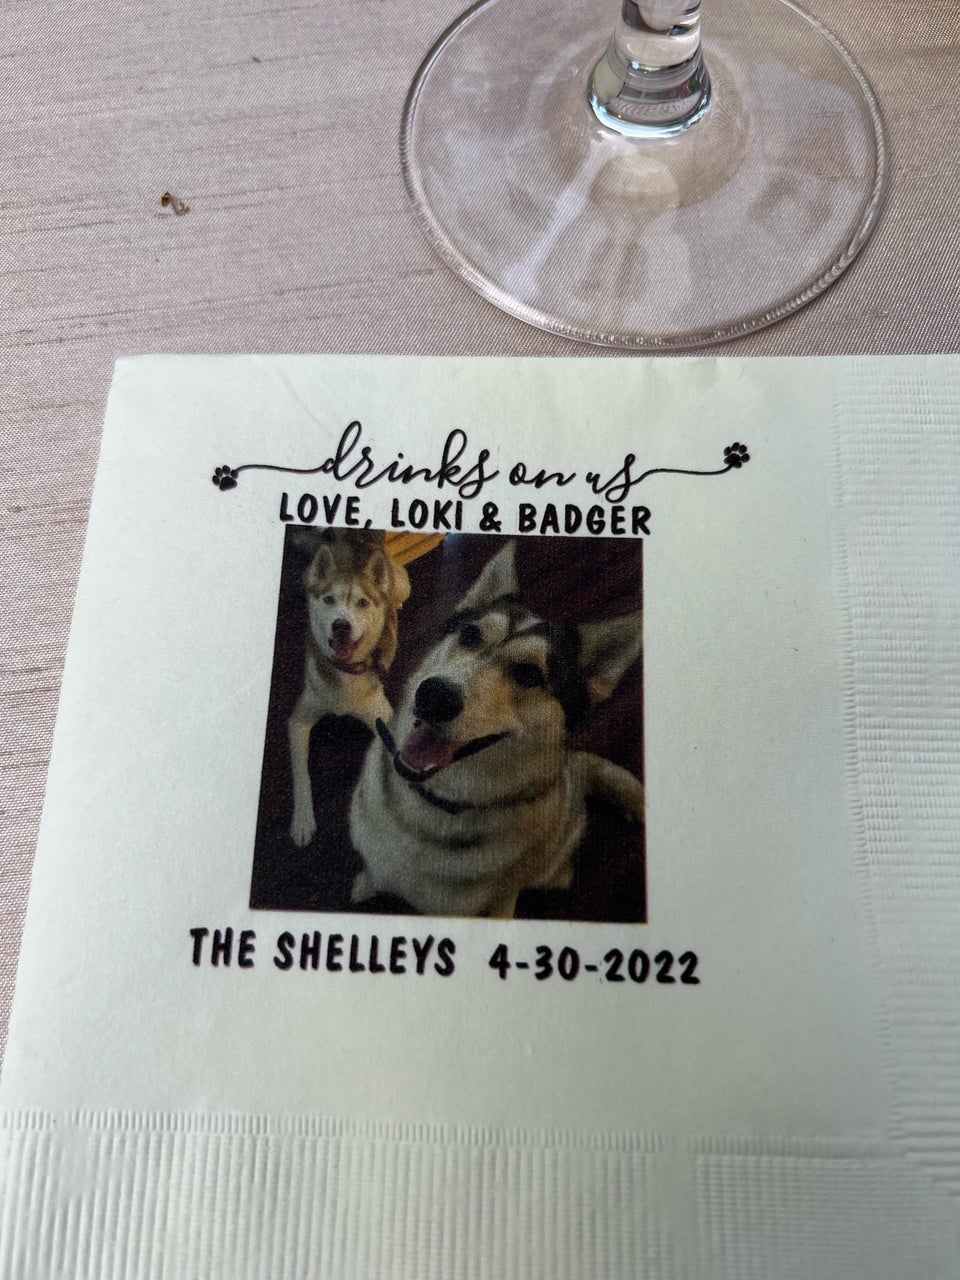 drinks on us
LOVE, LOKI & BADGER
THE SHELLEYS 4-30-2022